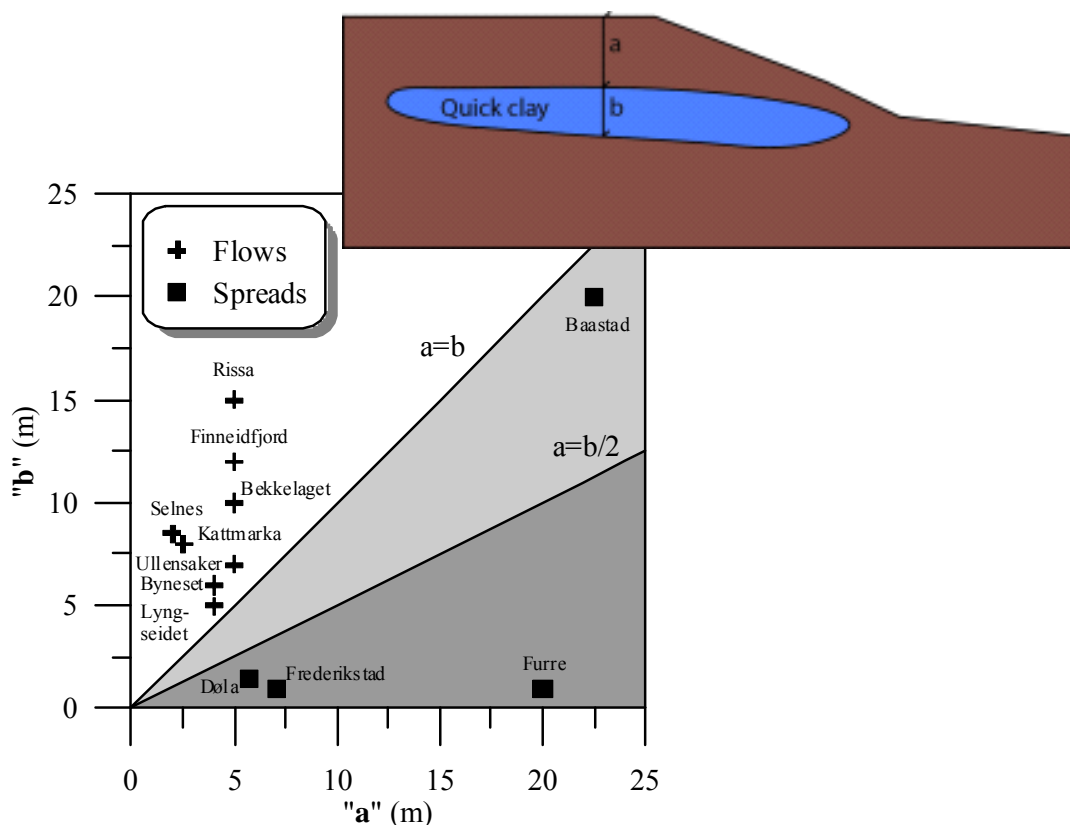 a
Quick clay
b
25
20
15
10
5
0
"b" (m)
Flows
Spreads
Baastad
a=b
Rissa
Finneidfjord
a=b/2
Bekkelaget
Selnes
Kattmarka
Ullensaker
Byneset
Lyng-
seidet
Furre
Frederikstad
Døla
0
5
10
15
20
25
"a" (m)